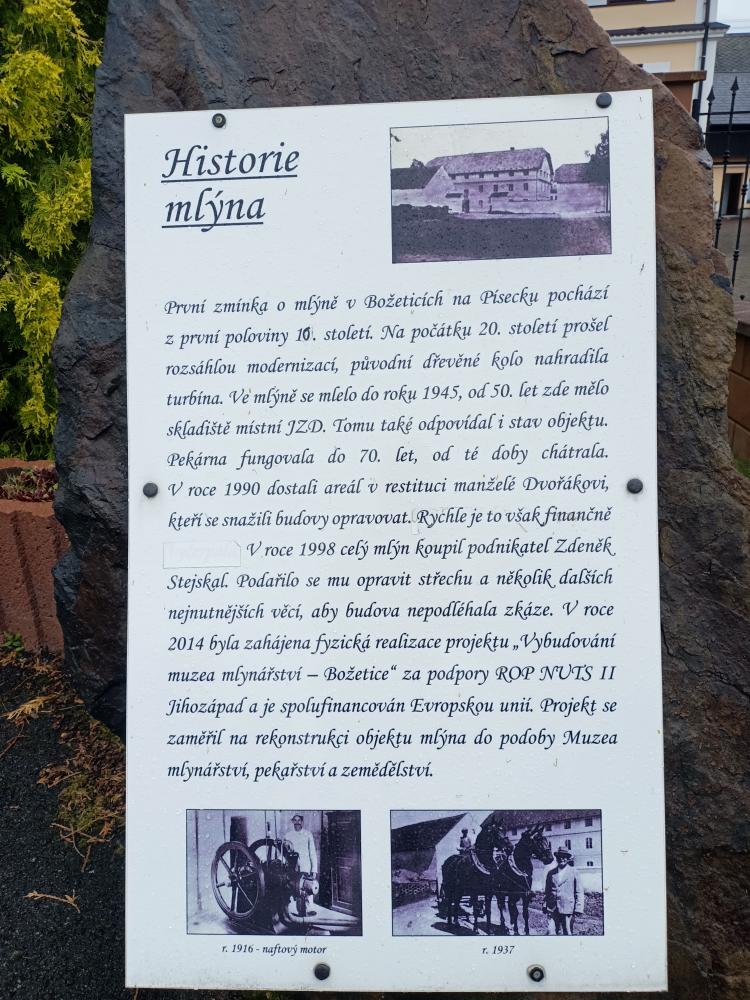 Historie
mlýna
První zmínka o mlýně v Božeticích na Písecku pochází
z první poloviny 16. století. Na počátku 20. století prošel
rozsáhlou modernizací, původní dřevěné kolo nahradila
turbína. Ve mlýně se mlelo do roku 1945, od 50. let zde mělo
skladiště místní JZD. Tomu také odpovídal i stav objektu.
Pekárna fungovala do 70. let, od té doby chátrala.
V roce 1990 dostali areál v restituci manželé Dvořákovi,
kteří se snažili budovy opravovat. Rychle je to však finančně
V roce 1998 celý mlýn koupil podnikatel Zdeněk
Stejskal. Podařilo se mu opravit střechu a několik dalších
nejnutnějších věcí, aby budova nepodléhala zkáze. V roce
2014 byla zahájena fyzická realizace projektu „Vybudování
muzea mlynářství – Božetice“ za podpory ROP NUTS II
Jihozápad a je spolufinancován Evropskou unií. Projekt se
zaměřil na rekonstrukci objektu mlýna do podoby Muzea
mlynářství, pekařství a zemědělství.
r. 1916 - naftový motor
r. 1937